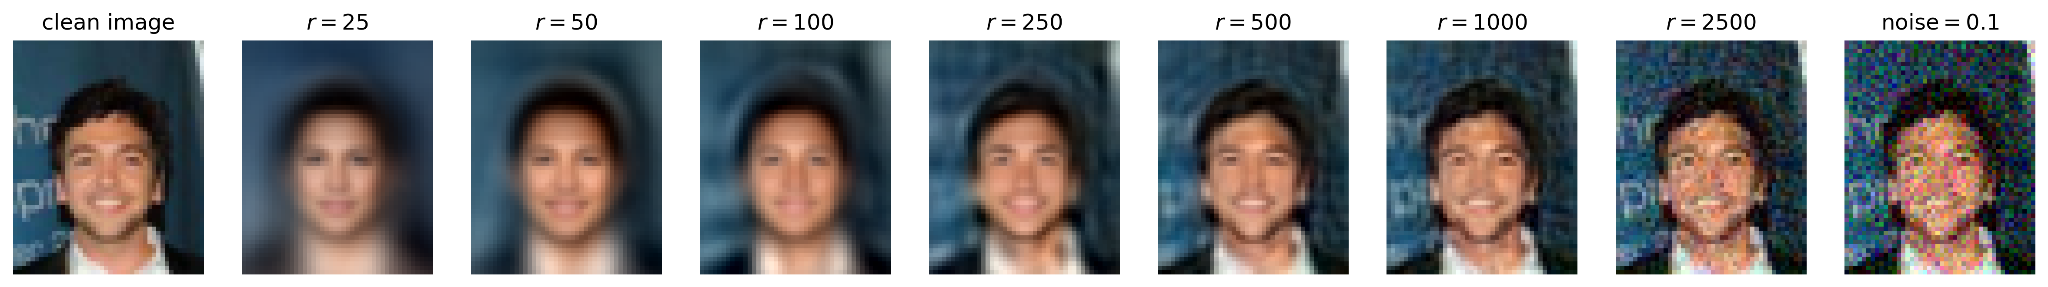 clean image
r = 25
r = 50
r = 100
r = 250
r = 500
r = 1000
r = 2500
noise = 0.1